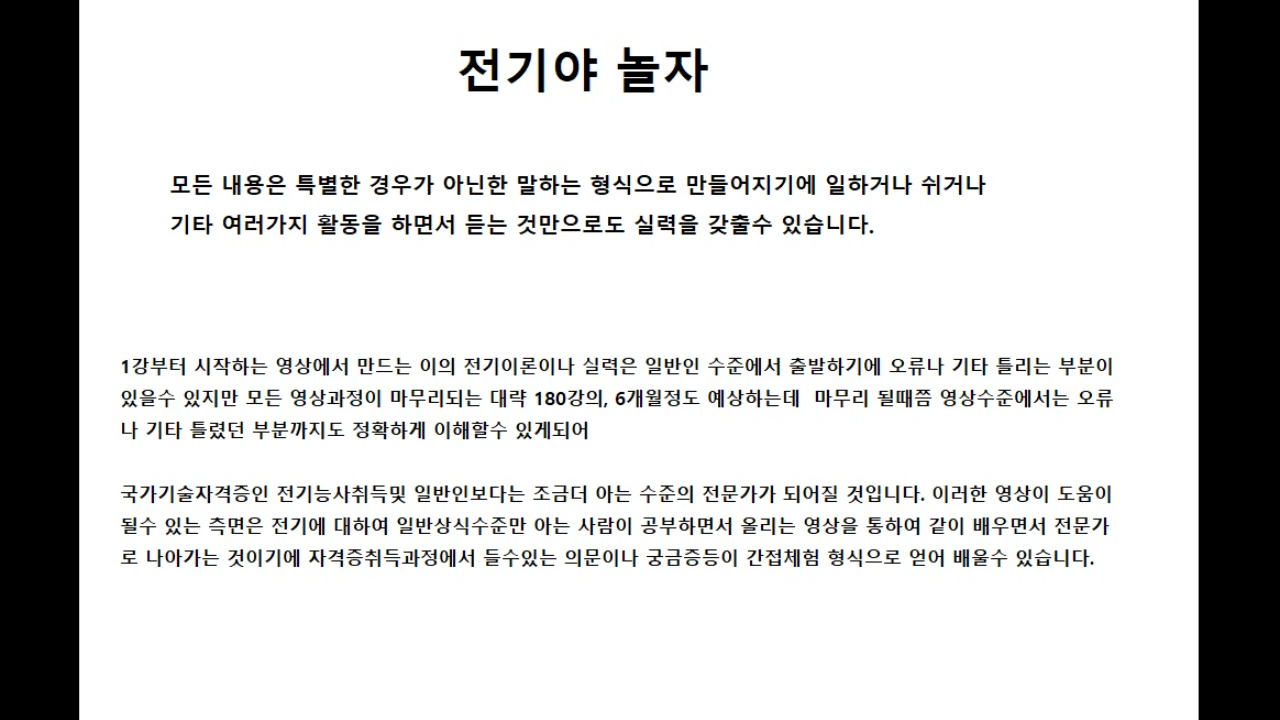 전기야 놀자
모든 내용은 특별한 경우가 아닌한 말하는 형식으로 만들어지기에 일하거나 쉬거나
기타 여러가지 활동을 하면서 듣는 것만으로도 실력을 갖출수 있습니다.
1강부터 시작하는 영상에서 만드는 이의 전기이론이나 실력은 일반인 수준에서 출발하기에 오류나 기타 틀리는 부분이
있을수 있지만 모든 영상과정이 마무리되는 대략 180강의, 6개월정도 예상하는데  마무리 될때쯤 영상수준에서는 오류
나 기타 틀렸던 부분까지도 정확하게 이해할수 있게되어
국가기술자격증인 전기능사취득및 일반인보다는 조금더 아는 수준의 전문가가 되어질 것입니다. 이러한 영상이 도움이
될수 있는 측면은 전기에 대하여 일반상식수준만 아는 사람이 공부하면서 올리는 영상을 통하여 같이 배우면서 전문가
로 나아가는 것이기에 자격증취득과정에서 들수있는 의문이나 궁금증등이 간접체험 형식으로 얻어 배울수 있습니다.